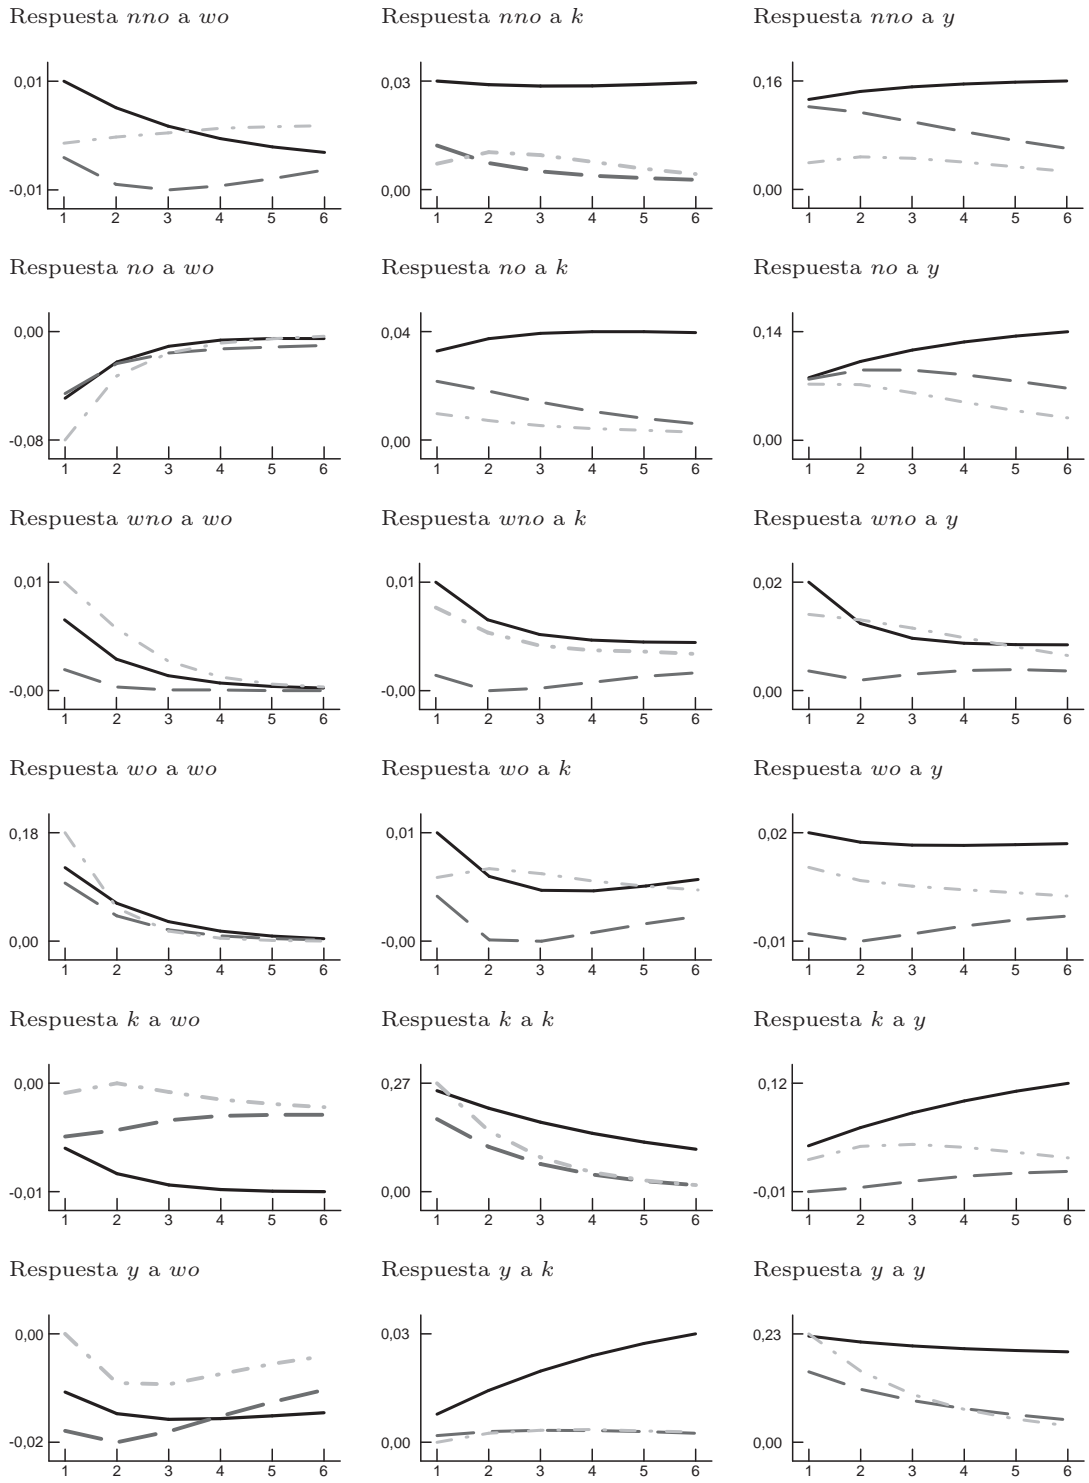 Respuesta nno a wo Respuesta nno a k Respuesta nno a y
0,01 0,03 0,16
-0,01 0,00 0,00
1 2 3 4 5 6 1 2 3 4 5 6 1 2 3 4 5 6
Respuesta no a wo Respuesta no a k Respuesta no a y
0,00 0,04 0,14
-0,08 0,00 0,00
1 2 3 4 5 6 1 2 3 4 5 6 1 2 3 4 5 6
Respuesta wno a wo Respuesta wno a k Respuesta wno a y
0,01 0,01 0,02
-0,00 -0,00 0,00
1 2 3 4 5 6 1 2 3 4 5 6 1 2 3 4 5 6
Respuesta wo a wo Respuesta wo a k Respuesta wo a y
0,18 0,01 0,02
0,00 -0,00 -0,01
1 2 3 4 5 6 1 2 3 4 5 6 1 2 3 4 5 6
Respuesta k a wo Respuesta k a k Respuesta k a y
0,00 0,27 0,12
-0,01 0,00 -0,01
1 2 3 4 5 6 1 2 3 4 5 6 1 2 3 4 5 6
Respuesta y a wo Respuesta y a k Respuesta y a y
0,00 0,03 0,23
-0,02 0,00 0,00
1 2 3 4 5 6 1 2 3 4 5 6 1 2 3 4 5 6